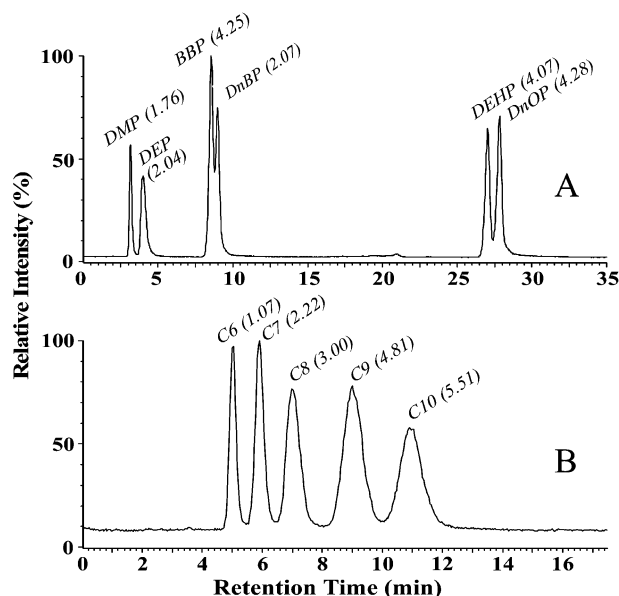 BBP (4.25)
DnBP (2.07)
DMP (1.76)
DEP
(2.04)
DEHP (4.07)
DnOP (4.28)
A
100
50
0
0 5 10 15 20 25 30 35
Relative Intensity (%)
C6 (1.07)
C7 (2.22)
C8 (3.00)
C9 (4.81)
C10 (5.51)
B
100
50
0
0 2 4 6 8 10 12 14 16
Retention Time (min)